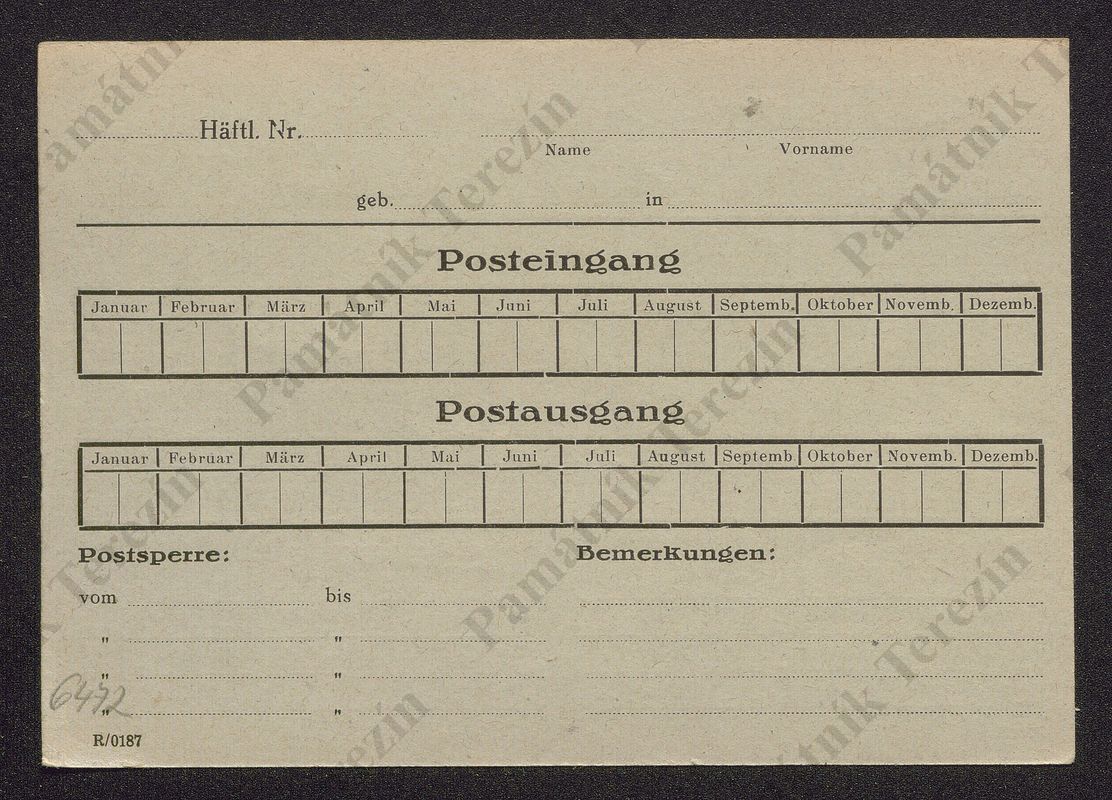 Häftl. Nr.
Name Vorname
geb. in
Posteingang
Januar Februar März April Mai Juni Juli August Septemb. Oktober Novemb. Dezemb.
Postausgang
Januar Februar März April Mai Juni Juli August Septemb. Oktober Novemb. Dezemb.
Postsperre: Bemerkungen:
vom bis
" "
" "
" "
6472
R/0187
Památník Terezín